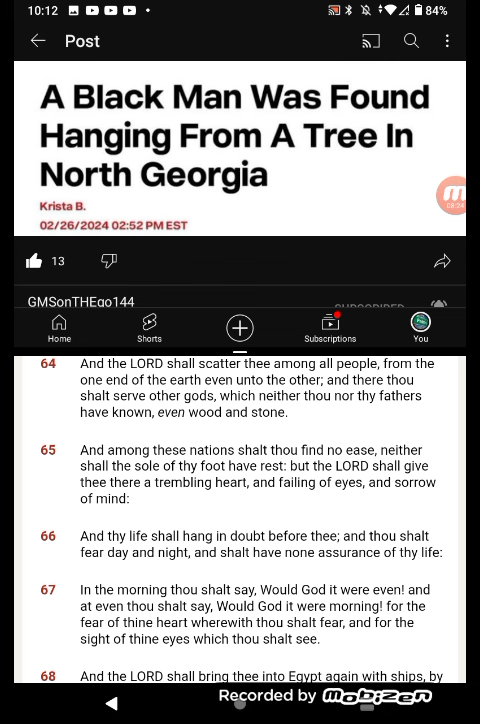 10:12
84%
Post
A Black Man Was Found
Hanging From A Tree In
North Georgia
Krista B.
02/26/2024 02:52 PM EST
13
GMSonTHEgo144
SUBSCRIBED
Home
Shorts
Subscriptions
You
64 And the LORD shall scatter thee among all people, from the
one end of the earth even unto the other; and there thou
shalt serve other gods, which neither thou nor thy fathers
have known, even wood and stone.
65 And among these nations shalt thou find no ease, neither
shall the sole of thy foot have rest: but the LORD shall give
thee there a trembling heart, and failing of eyes, and sorrow
of mind:
66 And thy life shall hang in doubt before thee; and thou shalt
fear day and night, and shalt have none assurance of thy life:
67 In the morning thou shalt say, Would God it were even! and
at even thou shalt say, Would God it were morning! for the
fear of thine heart wherewith thou shalt fear, and for the
sight of thine eyes which thou shalt see.
68 And the LORD shall bring thee into Egypt again with ships, by
Recorded by Mobizen